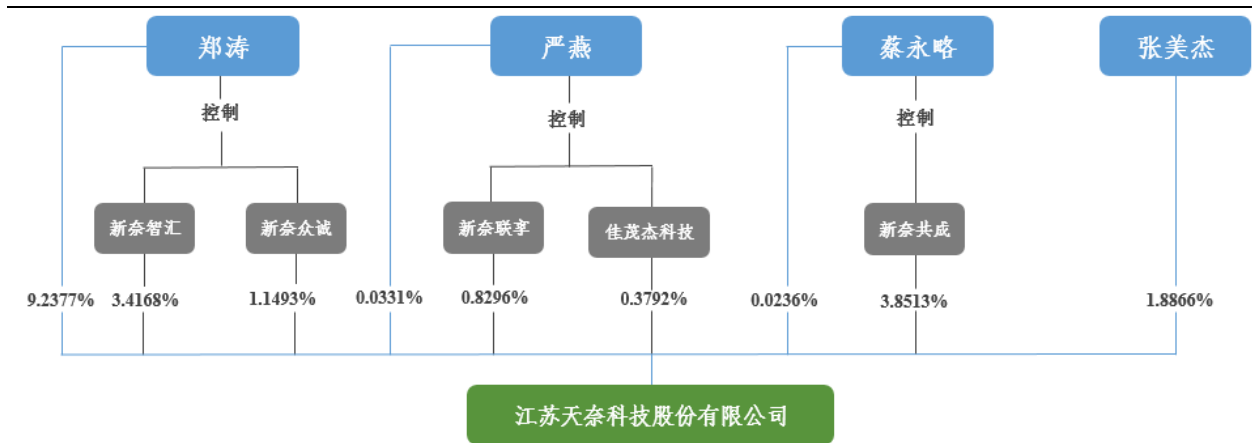 郑涛
严燕
蔡永略
张美杰
控制
控制
控制
新奈智汇
新奈众诚
新奈联享
佳茂杰科技
新奈共成
9.2377%
3.4168%
1.1493%
0.0331%
0.8296%
0.3792%
0.0236%
3.8513%
1.8866%
江苏天奈科技股份有限公司